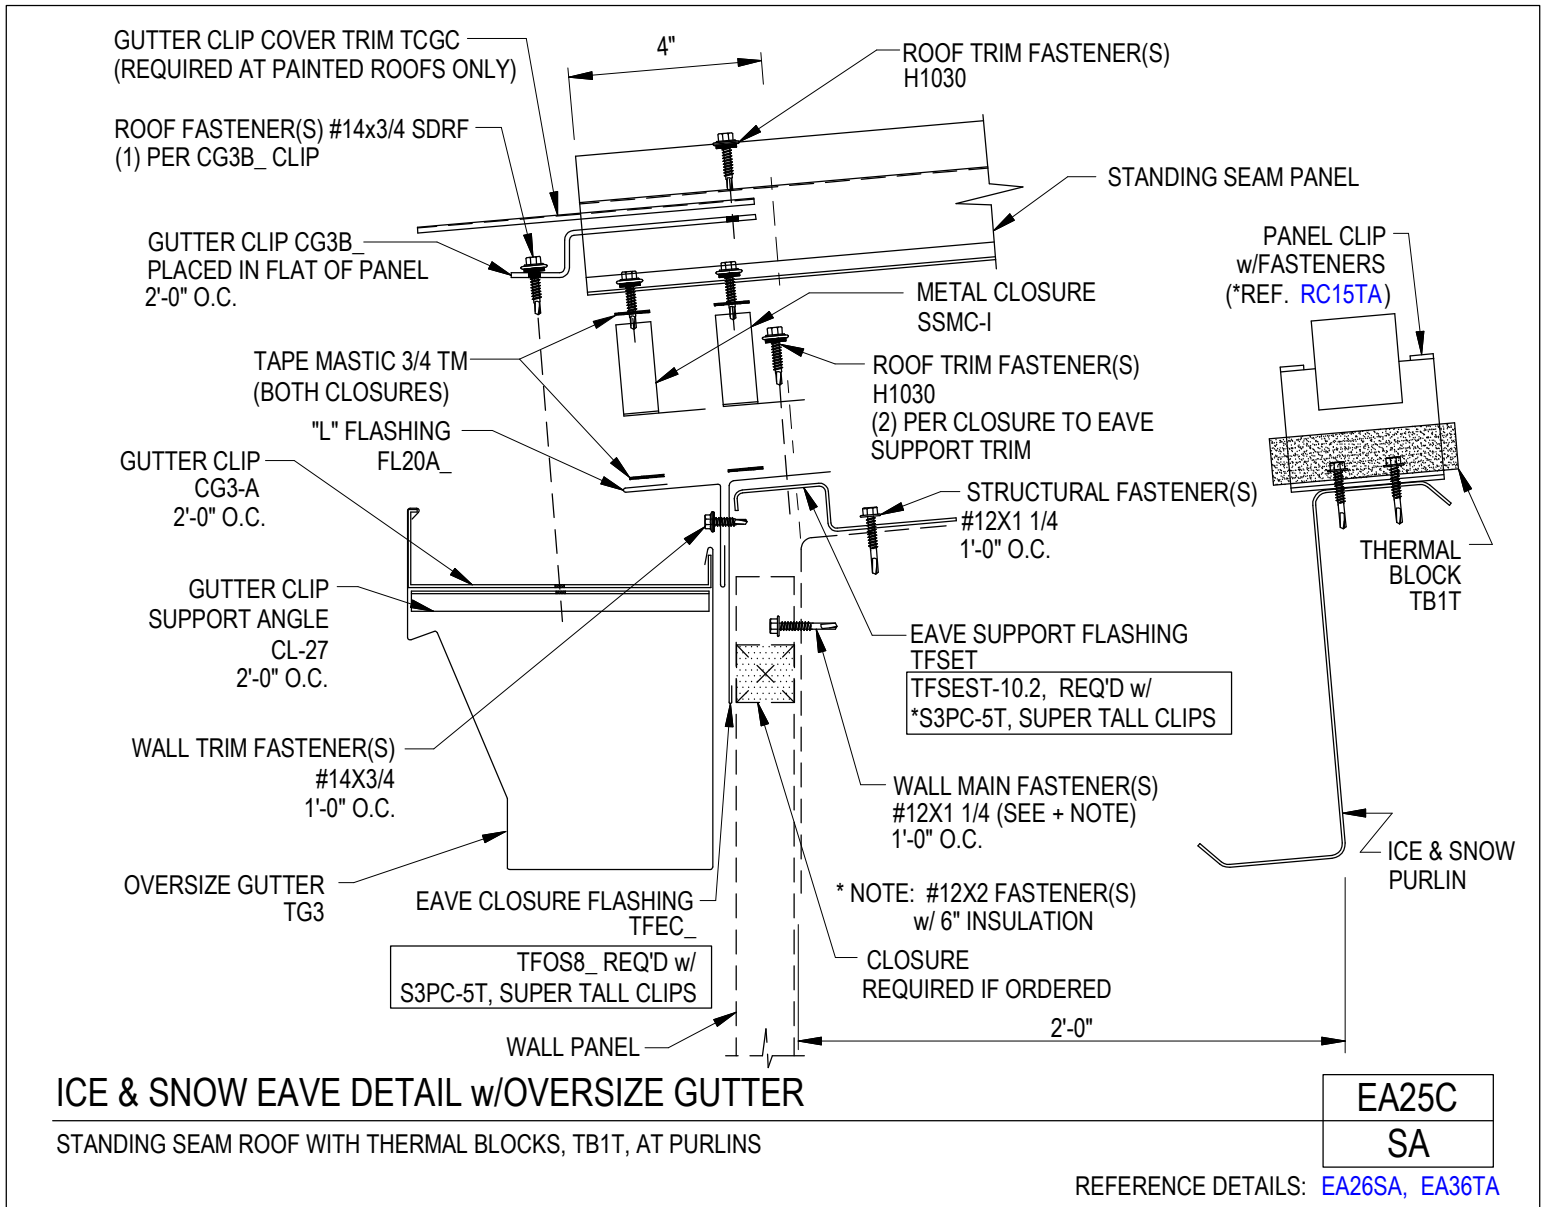 GUTTER CLIP COVER TRIM TCGC
(REQUIRED AT PAINTED ROOFS ONLY)
4"
ROOF TRIM FASTENER(S)
H1030
ROOF FASTENER(S) #14x3/4 SDRF
(1) PER CG3B_ CLIP
STANDING SEAM PANEL
GUTTER CLIP CG3B_
PLACED IN FLAT OF PANEL
2'-0" O.C.
PANEL CLIP
w/FASTENERS
(*REF. RC15TA)
METAL CLOSURE
SSMC-I
TAPE MASTIC 3/4 TM
(BOTH CLOSURES)
ROOF TRIM FASTENER(S)
H1030
(2) PER CLOSURE TO EAVE
SUPPORT TRIM
"L" FLASHING
FL20A_
GUTTER CLIP
CG3-A
2'-0" O.C.
STRUCTURAL FASTENER(S)
#12X1 1/4
1'-0" O.C.
THERMAL
BLOCK
TB1T
GUTTER CLIP
SUPPORT ANGLE
CL-27
2'-0" O.C.
EAVE SUPPORT FLASHING
TFSET
TFSEST-10.2, REQ'D w/
*S3PC-5T, SUPER TALL CLIPS
WALL TRIM FASTENER(S)
#14X3/4
1'-0" O.C.
WALL MAIN FASTENER(S)
#12X1 1/4 (SEE + NOTE)
1'-0" O.C.
ICE & SNOW
PURLIN
OVERSIZE GUTTER
TG3
EAVE CLOSURE FLASHING
TFEC_
* NOTE: #12X2 FASTENER(S)
w/ 6" INSULATION
TFOS8_ REQ'D w/
S3PC-5T, SUPER TALL CLIPS
CLOSURE
REQUIRED IF ORDERED
2'-0"
WALL PANEL
ICE & SNOW EAVE DETAIL w/OVERSIZE GUTTER
EA25C
STANDING SEAM ROOF WITH THERMAL BLOCKS, TB1T, AT PURLINS
SA
REFERENCE DETAILS: EA26SA, EA36TA